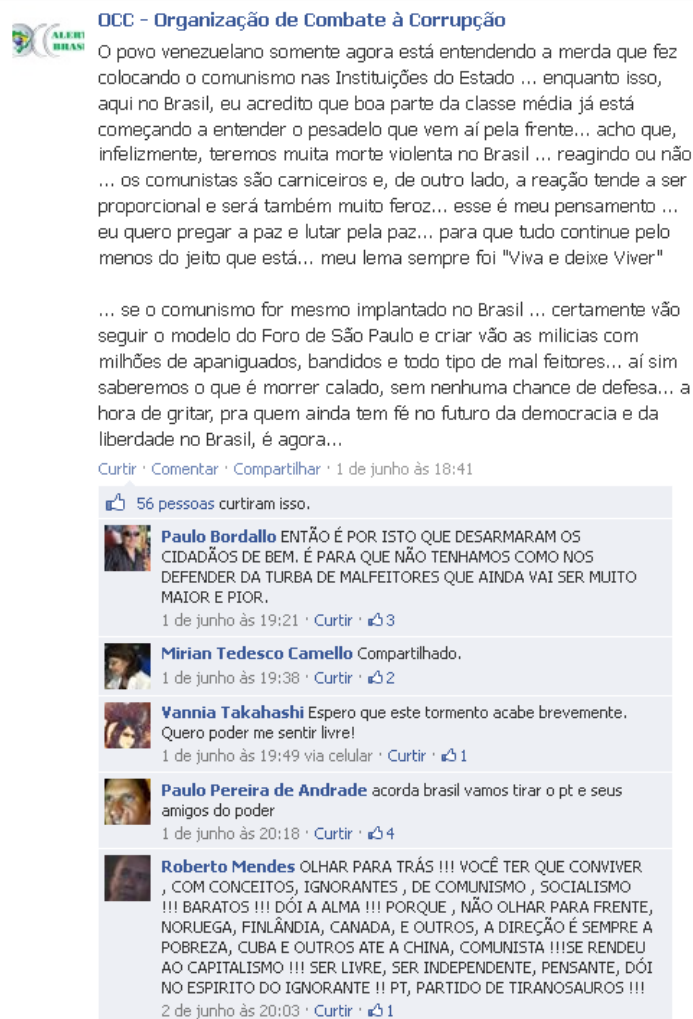 OCC - Organização de Combate à Corrupção
ALERT
BRAS
O povo venezuelano somente agora está entendendo a merda que fez
colocando o comunismo nas Instituições do Estado ... enquanto isso,
aqui no Brasil, eu acredito que boa parte da classe média já está
começando a entender o pesadelo que vem aí pela frente... acho que,
infelizmente, teremos muita morte violenta no Brasil ... reagindo ou não
... os comunistas são carniceiros e, de outro lado, a reação tende a ser
proporcional e será também muito feroz... esse é meu pensamento ...
eu quero pregar a paz e lutar pela paz... para que tudo continue pelo
menos do jeito que está... meu lema sempre foi "Viva e deixe Viver"
... se o comunismo for mesmo implantado no Brasil ... certamente vão
seguir o modelo do Foro de São Paulo e criar vão as milicias com
milhões de apaniguados, bandidos e todo tipo de mal feitores... aí sim
saberemos o que é morrer calado, sem nenhuma chance de defesa... a
hora de gritar, pra quem ainda tem fé no futuro da democracia e da
liberdade no Brasil, é agora...
Curtir · Comentar · Compartilhar · 1 de junho às 18:41
56 pessoas curtiram isso.
Paulo Bordallo ENTÃO É POR ISTO QUE DESARMARAM OS
CIDADÃOS DE BEM. É PARA QUE NÃO TENHAMOS COMO NOS
DEFENDER DA TURBA DE MALFEITORES QUE AINDA VAI SER MUITO
MAIOR E PIOR.
1 de junho às 19:21 · Curtir · 3
Mirian Tedesco Camello Compartilhado.
1 de junho às 19:38 · Curtir · 2
¥annia Takahashi Espero que este tormento acabe brevemente.
Quero poder me sentir livre!
1 de junho às 19:49 via celular · Curtir · 1
Paulo Pereira de Andrade acorda brasil vamos tirar o pt e seus
amigos do poder
1 de junho às 20:18 · Curtir · 4
Roberto Mendes OLHAR PARA TRÁS !!! VOCÊ TER QUE CONVIVER
, COM CONCEITOS, IGNORANTES , DE COMUNISMO , SOCIALISMO
!!! BARATOS !!! DÓI A ALMA !!! PORQUE , NÃO OLHAR PARA FRENTE,
NORUEGA, FINLÂNDIA, CANADA, E OUTROS, A DIREÇÃO É SEMPRE A
POBREZA, CUBA E OUTROS ATE A CHINA, COMUNISTA !!!SE RENDEU
AO CAPITALISMO !!! SER LIVRE, SER INDEPENDENTE, PENSANTE, DÓI
NO ESPIRITO DO IGNORANTE !! PT, PARTIDO DE TIRANOSAUROS !!!
2 de junho às 20:03 · Curtir · 1